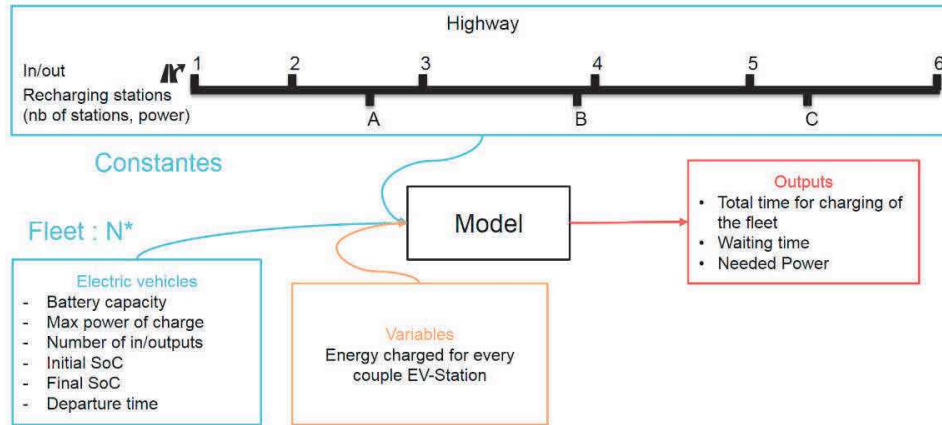 Highway
1 2 3 4 5 6
In/out
Recharging stations
(nb of stations, power)
A B C
Constantes
Fleet : N*
Electric vehicles
- Battery capacity
- Max power of charge
- Number of in/outputs
- Initial SoC
- Final SoC
- Departure time
Model
Variables
Energy charged for every
couple EV-Station
Outputs
• Total time for charging of
the fleet
• Waiting time
• Needed Power